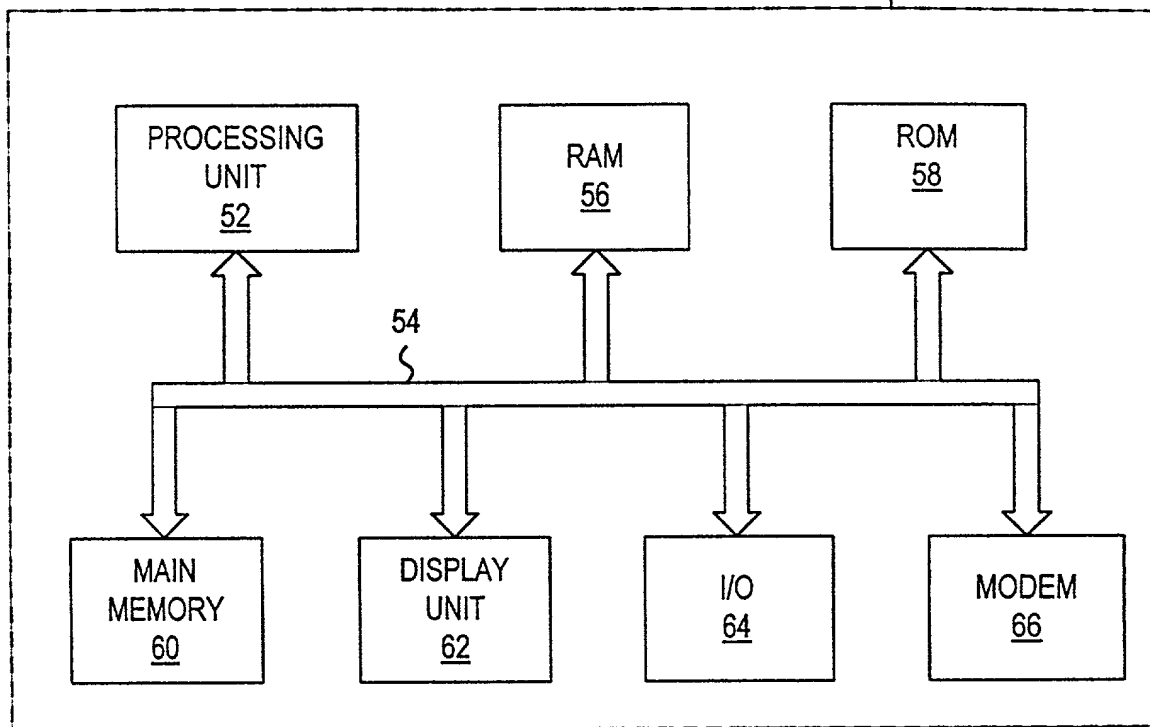 PROCESSING
UNIT
52
RAM
56
ROM
58
54
MAIN
MEMORY
60
DISPLAY
UNIT
62
I/O
64
MODEM
66